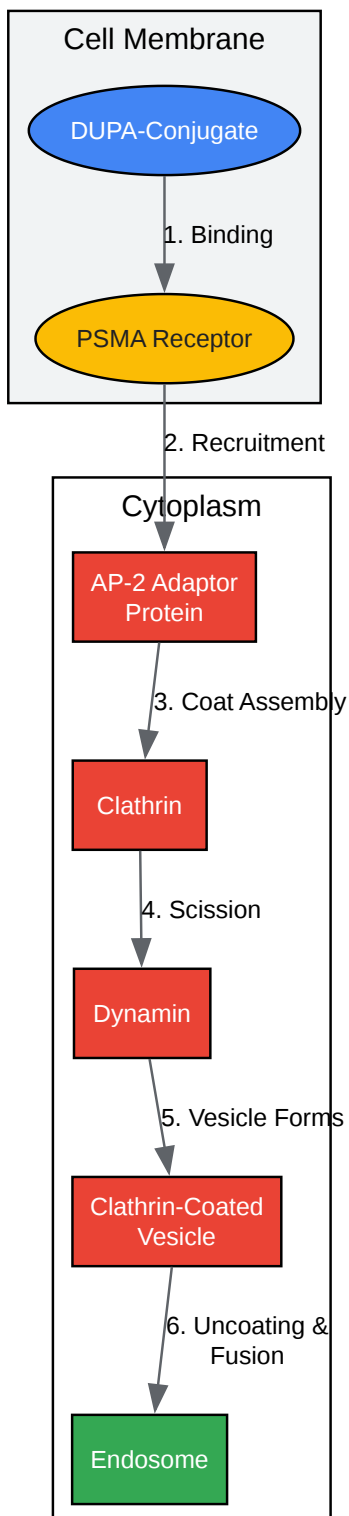 Cell Membrane
DUPA-Conjugate
1. Binding
PSMA Receptor
2. Recruitment
Cytoplasm
AP-2 Adaptor
Protein
3. Coat Assembly
Clathrin
4. Scission
Dynamin
5. Vesicle Forms
Clathrin-Coated
Vesicle
6. Uncoating &
Fusion
Endosome